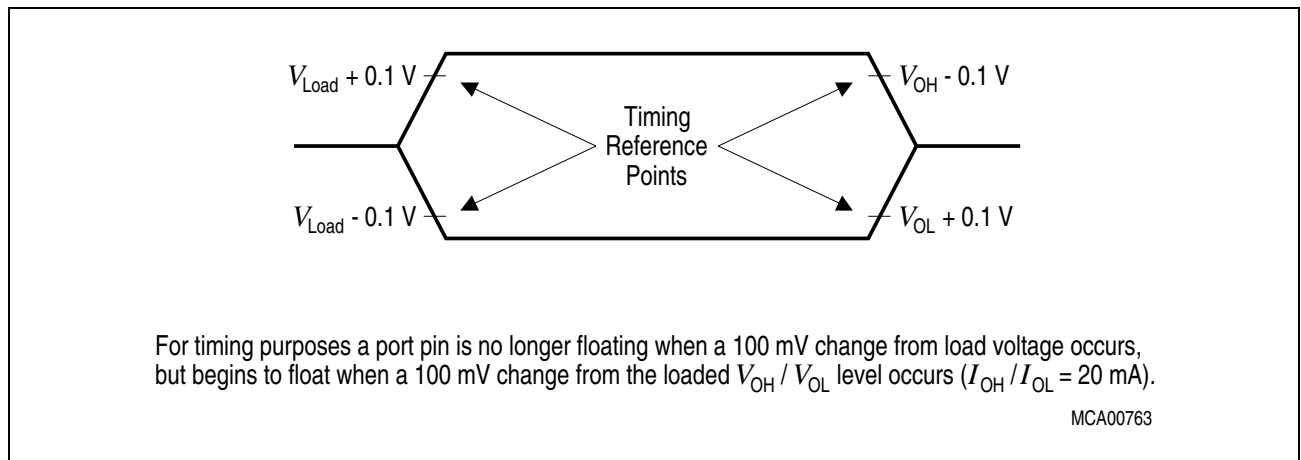 V_Load + 0.1 V
V_OH - 0.1 V
Timing
Reference
Points
V_Load - 0.1 V
V_OL + 0.1 V
For timing purposes a port pin is no longer floating when a 100 mV change from load voltage occurs,
but begins to float when a 100 mV change from the loaded V_OH / V_OL level occurs (I_OH / I_OL = 20 mA).
MCA00763